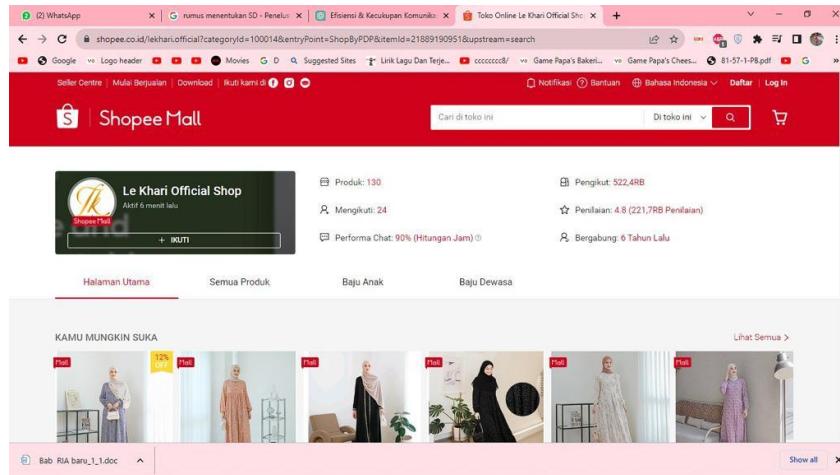 (2) WhatsApp
rumus menentukan SD - Penelus
Efisiensi & Kecukupan Komunika
Toko Online Le Khari Official Sho
shopee.co.id/lekhari.official?categoryId=100014&entryPoint=ShopByPDP&itemId=21889190951&upstream=search
Google
Logo header
Movies
G D
Suggested Sites
Lirik Lagu Dan Terje...
cccccccc8/
Game Papa's Bakeri...
Game Papa's Chees...
81-57-1-PB.pdf
G
Seller Centre | Mulai Berjualan | Download | Ikuti kami di
Notifikasi
Bantuan
Bahasa Indonesia
Daftar | Log In
Shopee Mall
Cari di toko ini
Di toko ini
Le Khari Official Shop
Aktif 6 menit lalu
Shopee Mall
+ IKUTI
Produk: 130
Pengikut: 522,4RB
Mengikuti: 24
Penilaian: 4.8 (221,7RB Penilaian)
Performa Chat: 90% (Hitungan Jam)
Bergabung: 6 Tahun Lalu
Halaman Utama
Semua Produk
Baju Anak
Baju Dewasa
KAMU MUNGKIN SUKA
Lihat Semua >
Mall
12%
OFF
Mall
Mall
Mall
Mall
Mall
Bab RIA baru_1_1.doc
Show all